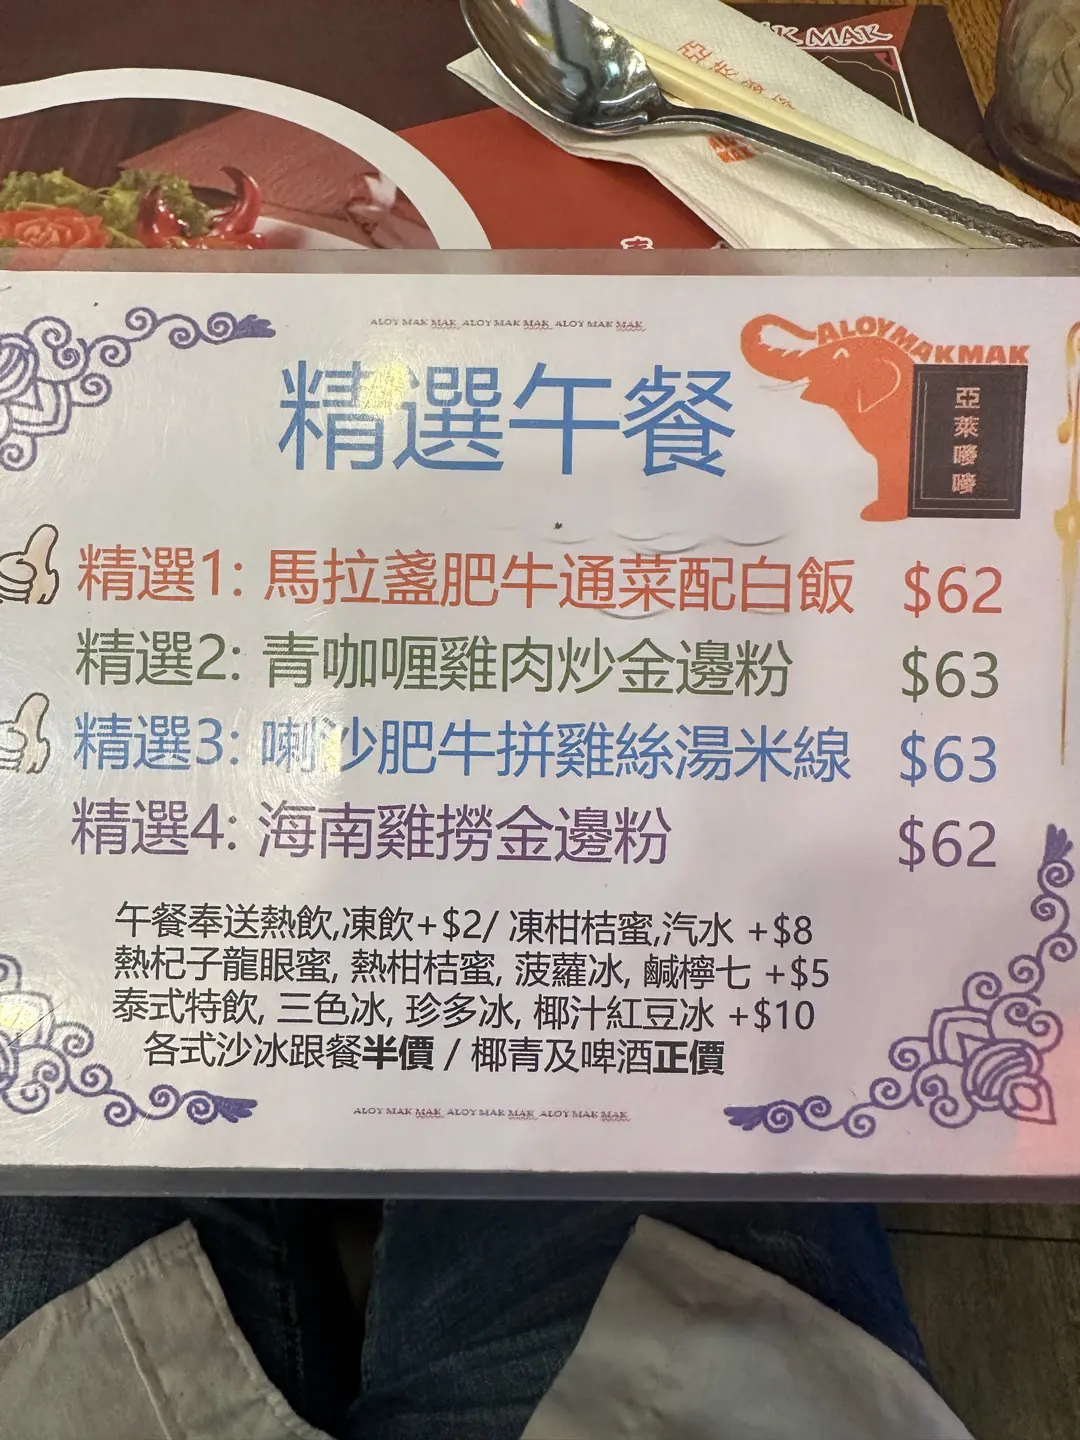 K MAK
ALOY MAK MAK ALOY MAK MAK ALOY MAK MAK
ALOYMAKMAK
亞萊嘜嘜
精選午餐
精選1: 馬拉盞肥牛通菜配白飯 $62
精選2: 青咖喱雞肉炒金邊粉 $63
精選3: 喇沙肥牛拼雞絲湯米線 $63
精選4: 海南雞撈金邊粉 $62
午餐奉送熱飲,凍飲+$2/ 凍柑桔蜜,汽水 +$8
熱杞子龍眼蜜, 熱柑桔蜜, 菠蘿冰, 鹹檸七 +$5
泰式特飲, 三色冰, 珍多冰, 椰汁紅豆冰 +$10
各式沙冰跟餐半價 / 椰青及啤酒正價
ALOY MAK MAK ALOY MAK MAK ALOY MAK MAK